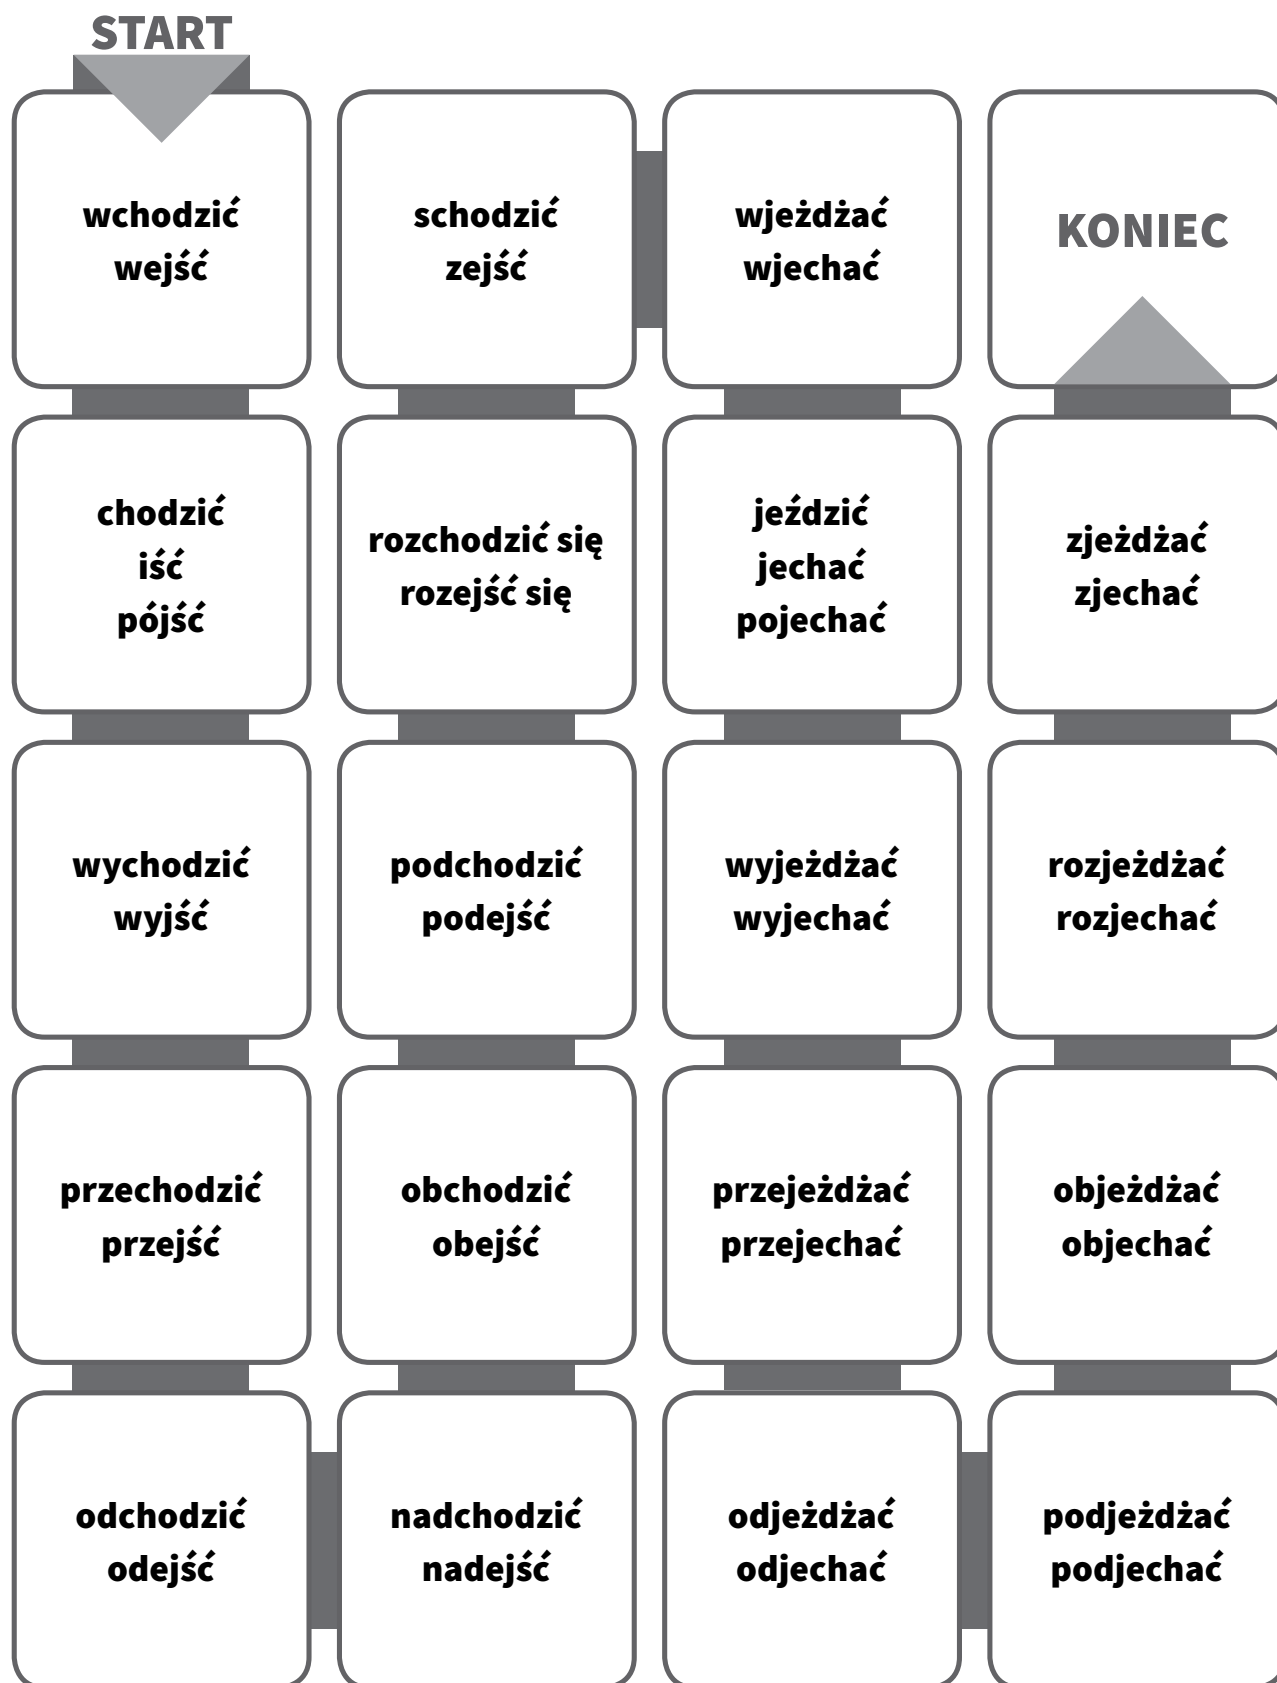 START
wchodzić
wejść
schodzić
zejść
wjeżdżać
wjechać
KONIEC
chodzić
iść
pójść
rozchodzić się
rozejść się
jeździć
jechać
pojechać
zjeżdżać
zjechać
wychodzić
wyjść
podchodzić
podejść
wyjeżdżać
wyjechać
rozjeżdżać
rozjechać
przechodzić
przejść
obchodzić
obejść
przejeżdżać
przejechać
objeżdżać
objechać
odchodzić
odejść
nadchodzić
nadejść
odjeżdżać
odjechać
podjeżdżać
podjechać